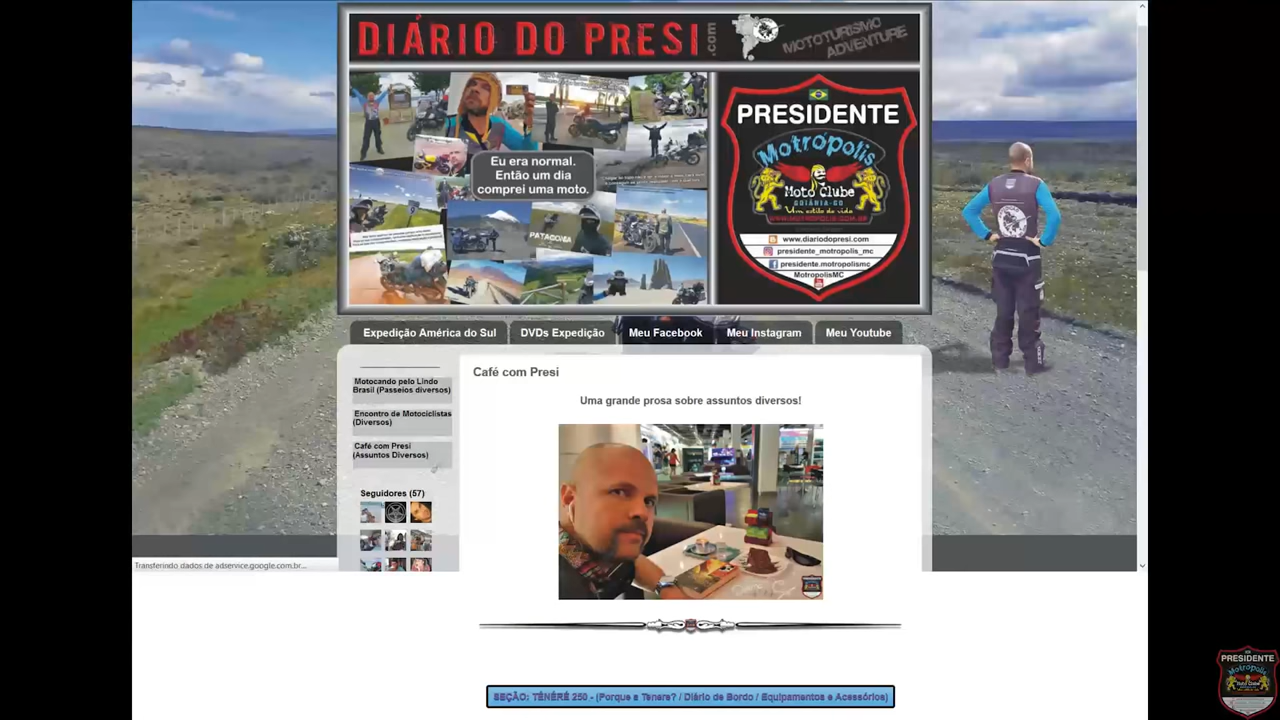 DIÁRIO DO PRESI
.com
MOTOTURISMO
ADVENTURE
Eu era normal.
Então um dia
comprei uma moto.
PATAGONIA
PRESIDENTE
Motrópolis
Moto Clube
GOIÂNIA-GO
Um estilo de vida
WWW.MOTROPOLIS.COM.BR
www.diariodopresi.com
presidente_motropolis_mc
presidente.motropolismc
MotropolisMC
Expedição América do Sul
DVDs Expedição
Meu Facebook
Meu Instagram
Meu Youtube
Motocando pelo Lindo
Brasil (Passeios diversos)
Encontro de Motociclistas
(Diversos)
Café com Presi
(Assuntos Diversos)
Seguidores (57)
Transferindo dados de adservice.google.com.br...
Café com Presi
Uma grande prosa sobre assuntos diversos!
SEÇÃO: TÉNÉRÉ 250 - (Porque a Tenere? / Diário de Bordo / Equipamentos e Acessórios)
PRESIDENTE
Motrópolis